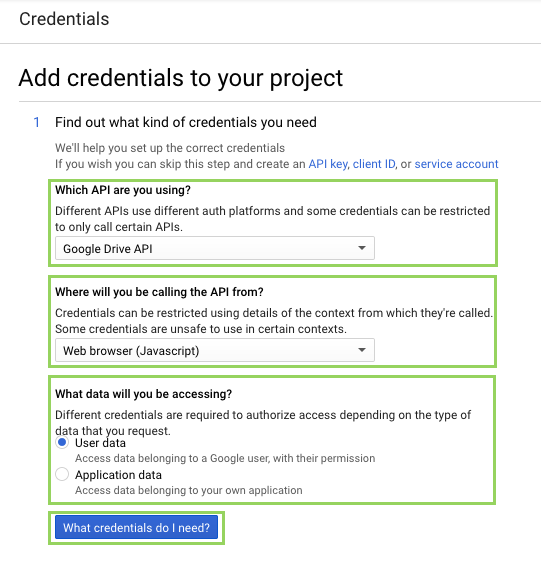 Credentials
Add credentials to your project
1 Find out what kind of credentials you need
We'll help you set up the correct credentials
If you wish you can skip this step and create an API key, client ID, or service account
Which API are you using?
Different APIs use different auth platforms and some credentials can be restricted
to only call certain APIs.
Google Drive API
Where will you be calling the API from?
Credentials can be restricted using details of the context from which they're called.
Some credentials are unsafe to use in certain contexts.
Web browser (Javascript)
What data will you be accessing?
Different credentials are required to authorize access depending on the type of
data that you request.
User data
Access data belonging to a Google user, with their permission
Application data
Access data belonging to your own application
What credentials do I need?